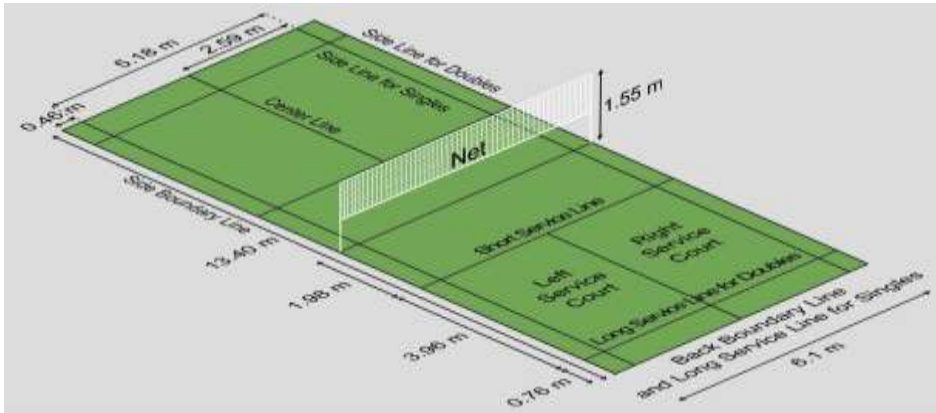 5.18 m
2.59 m
0.46 m
Side Line for Doubles
Side Line for Singles
Center Line
1.55 m
Net
Side Boundary Line
13.40 m
1.98 m
3.96 m
0.76 m
Short Service Line
Right
Service
Court
Left
Service
Court
Long Service Line for Doubles
Back Boundary Line
and Long Service Line for Singles
6.1 m